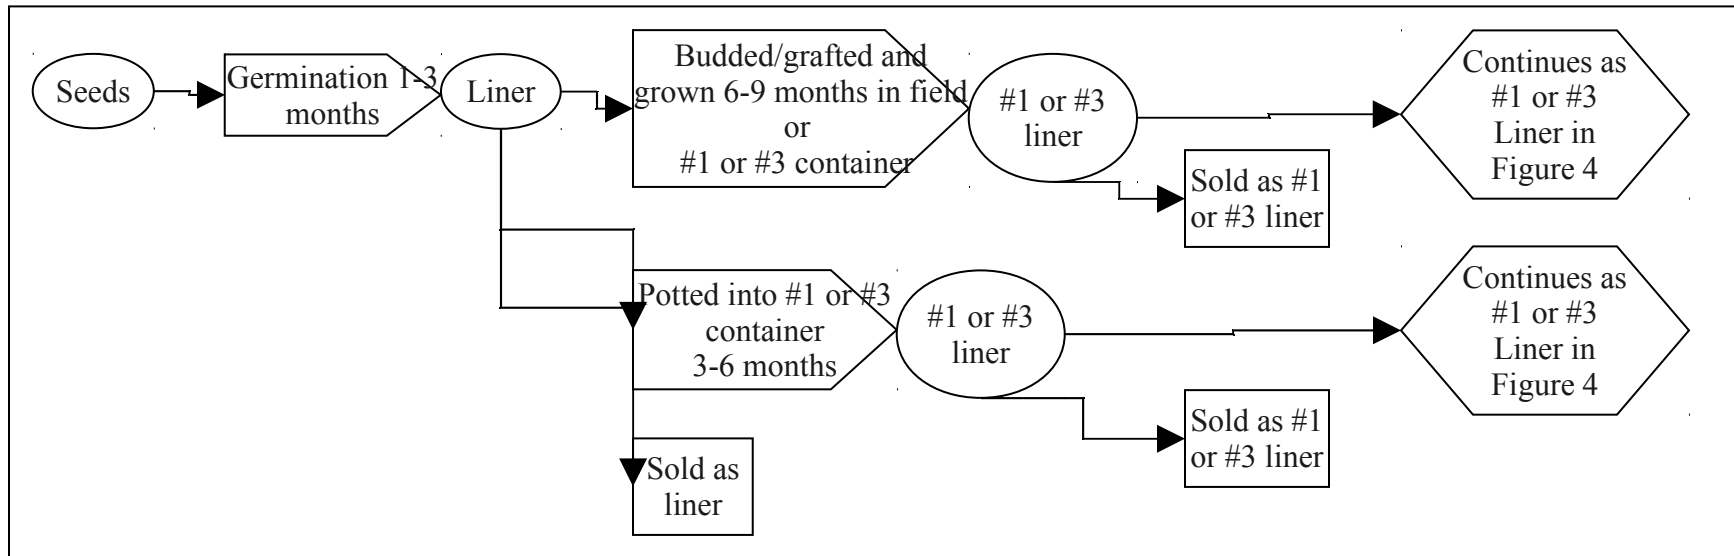 Seeds
Germination 1-3
months
Liner
Budded/grafted and
grown 6-9 months in field
or
#1 or #3 container
#1 or #3
liner
Sold as #1
or #3 liner
Continues as
#1 or #3
Liner in
Figure 4
Potted into #1 or #3
container
3-6 months
#1 or #3
liner
Sold as #1
or #3 liner
Continues as
#1 or #3
Liner in
Figure 4
Sold as
liner